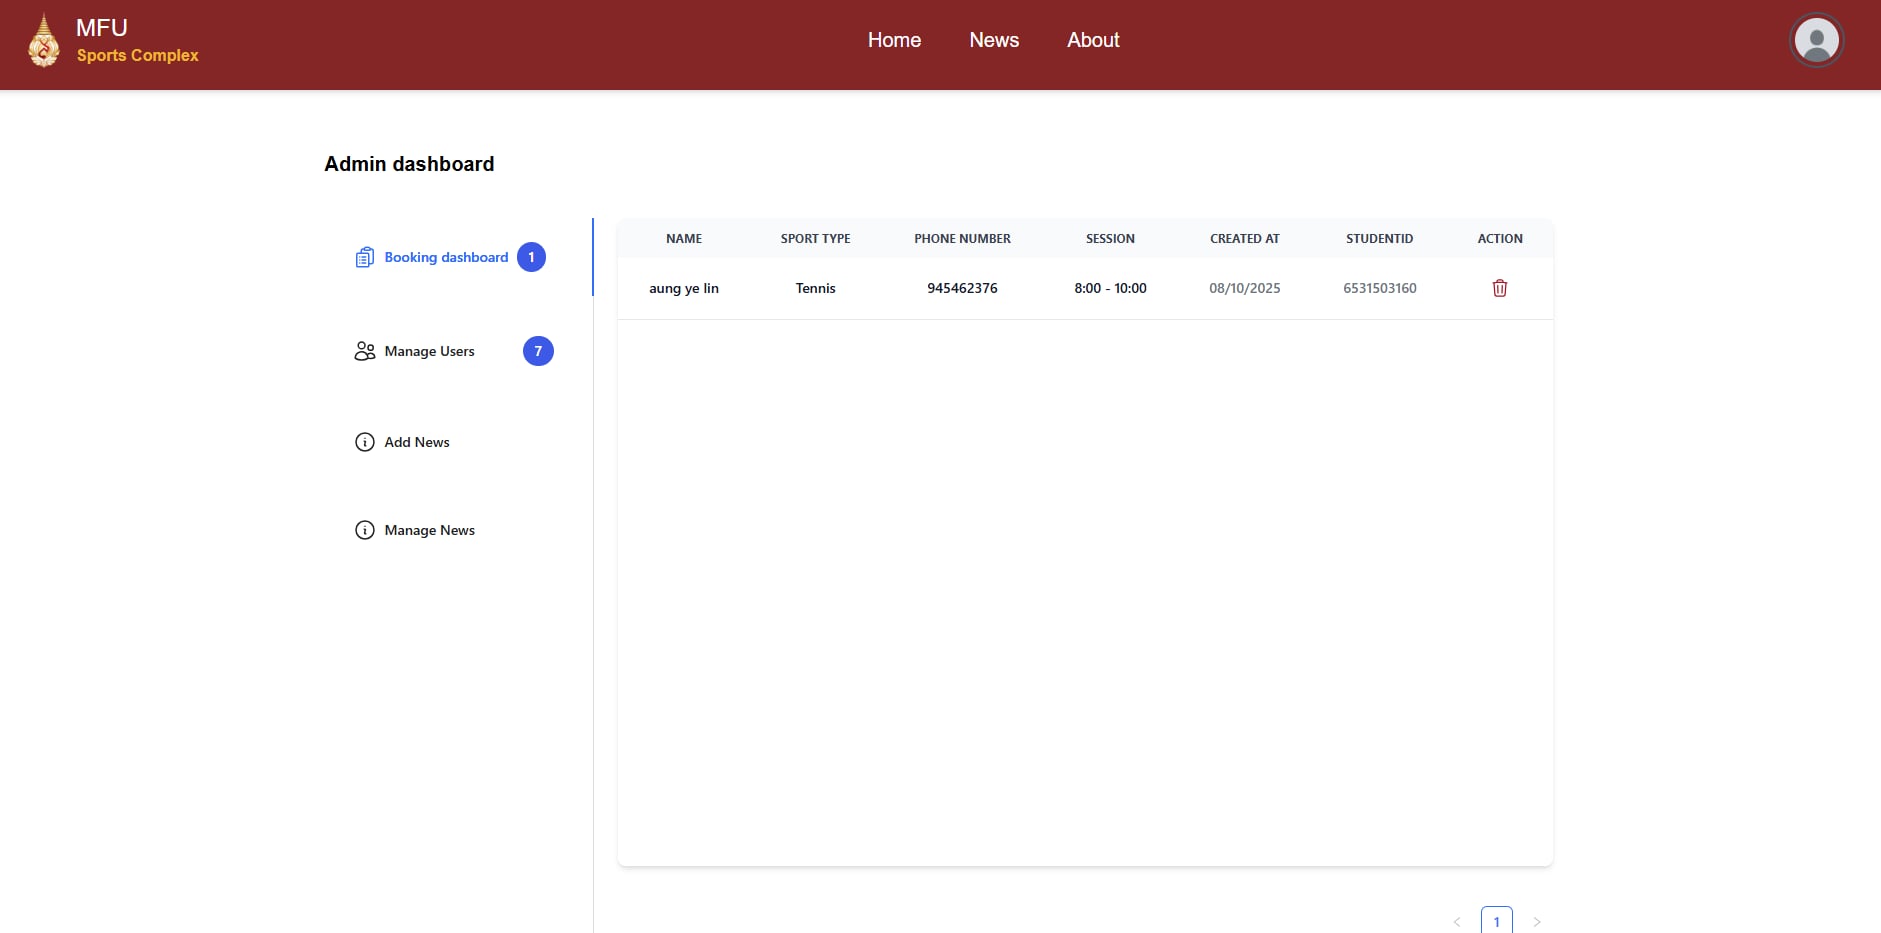 MFU
Sports Complex
Home News About
Admin dashboard
Booking dashboard 1
Manage Users 7
Add News
Manage News
NAME SPORT TYPE PHONE NUMBER SESSION CREATED AT STUDENTID ACTION
aung ye lin Tennis 945462376 8:00 - 10:00 08/10/2025 6531503160
< 1 >